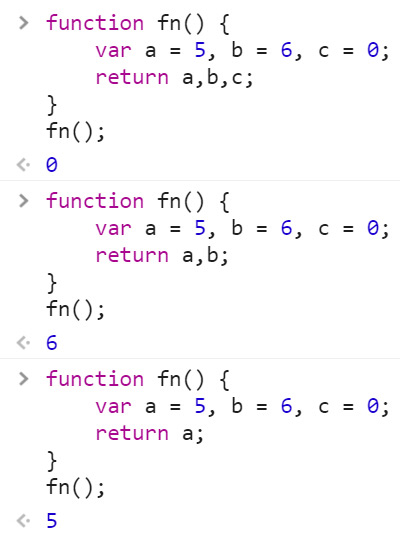 > function fn() {
    var a = 5, b = 6, c = 0;
    return a,b,c;
}
fn();
<· 0
> function fn() {
    var a = 5, b = 6, c = 0;
    return a,b;
}
fn();
<· 6
> function fn() {
    var a = 5, b = 6, c = 0;
    return a;
}
fn();
<· 5